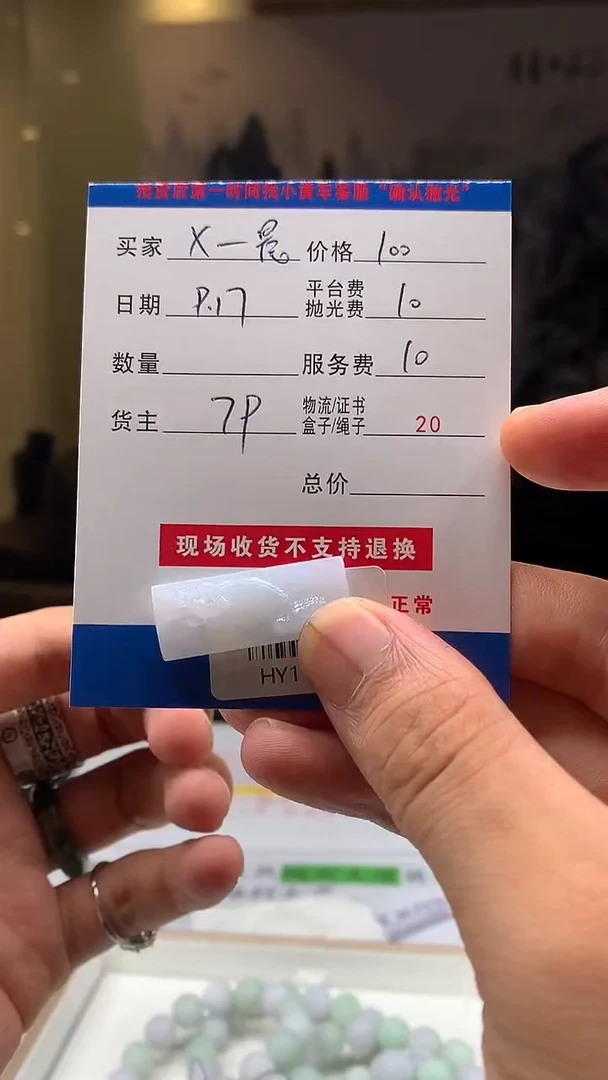 买家 X一晨 价格 100
日期 P.17 平台费 抛光费 10
数量 服务费 10
货主 7P 物流/证书 盒子/绳子 20
总价
现场收货不支持退换
正常
HY1